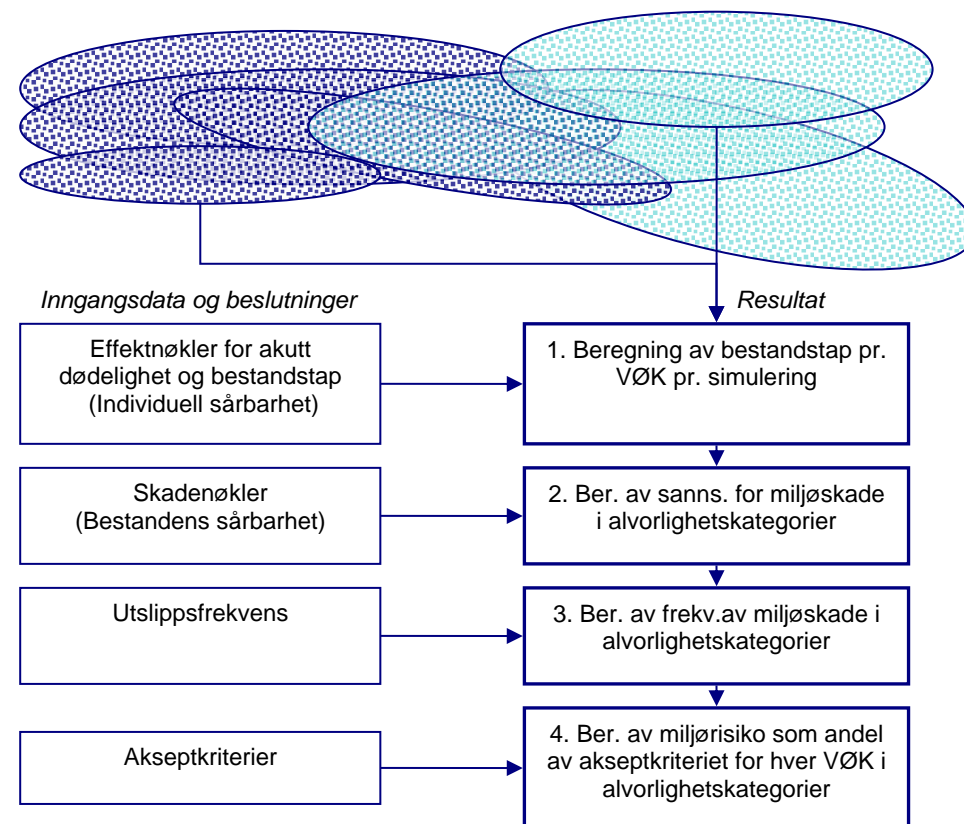 Inngangsdata og beslutninger
Resultat
Effektnøkler for akutt
dødelighet og bestandstap
(Individuell sårbarhet)
1. Beregning av bestandstap pr.
VØK pr. simulering
Skadenøkler
(Bestandens sårbarhet)
2. Ber. av sanns. for miljøskade
i alvorlighetskategorier
Utslippsfrekvens
3. Ber. av frekv.av miljøskade i
alvorlighetskategorier
Akseptkriterier
4. Ber. av miljørisiko som andel
av akseptkriteriet for hver VØK i
alvorlighetskategorier